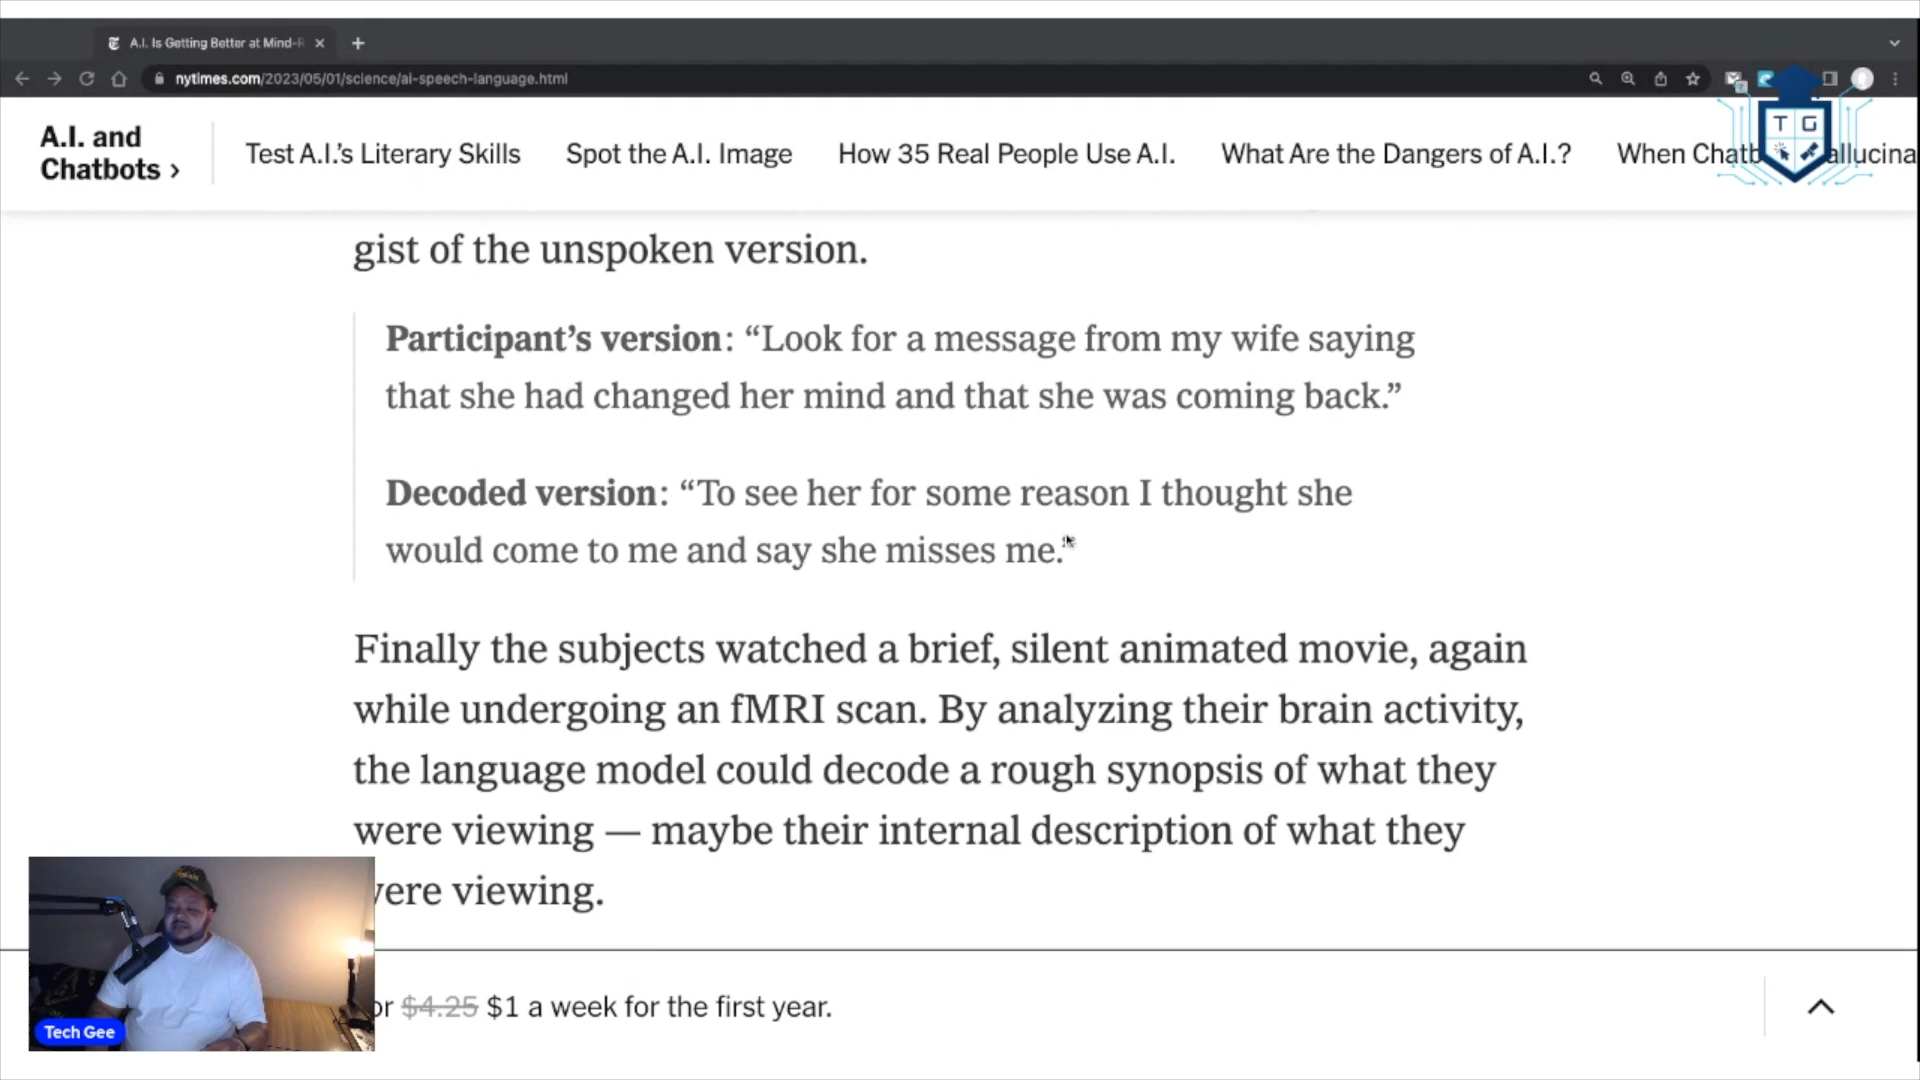 A.I. Is Getting Better at Mind-R
nytimes.com/2023/05/01/science/ai-speech-language.html
T G
A.I. and
Chatbots ›
Test A.I.’s Literary Skills
Spot the A.I. Image
How 35 Real People Use A.I.
What Are the Dangers of A.I.?
When Chatb allucina
gist of the unspoken version.
Participant’s version: “Look for a message from my wife saying
that she had changed her mind and that she was coming back.”
Decoded version: “To see her for some reason I thought she
would come to me and say she misses me.”
Finally the subjects watched a brief, silent animated movie, again
while undergoing an fMRI scan. By analyzing their brain activity,
the language model could decode a rough synopsis of what they
were viewing — maybe their internal description of what they
were viewing.
or $4.25 $1 a week for the first year.
Tech Gee